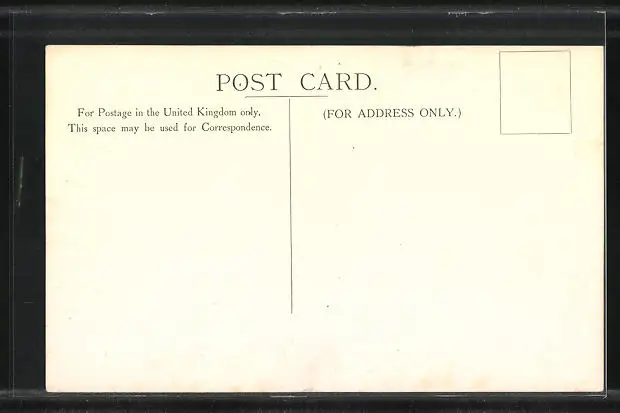 POST CARD.
For Postage in the United Kingdom only,
This space may be used for Correspondence.
(FOR ADDRESS ONLY.)